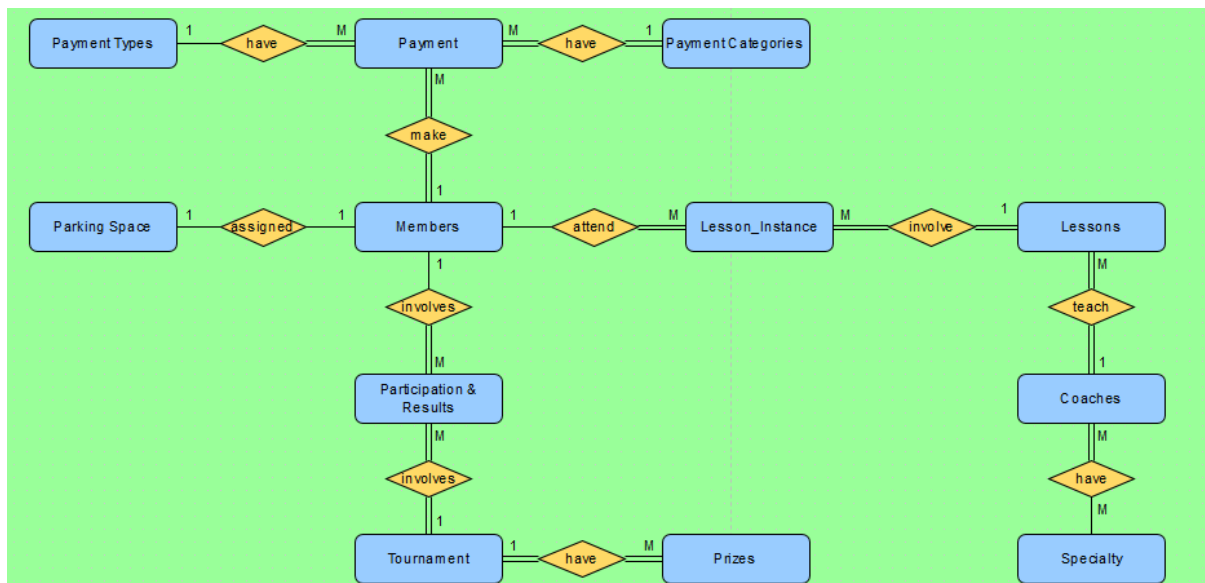 Payment Types
1
have
M
Payment
M
have
1
Payment Categories
M
make
1
Parking Space
1
assigned
1
Members
1
attend
M
Lesson_Instance
M
involve
1
Lessons
1
involves
M
M
teach
1
Participation &
Results
Coaches
M
involves
1
M
have
M
Tournament
1
have
M
Prizes
Specialty